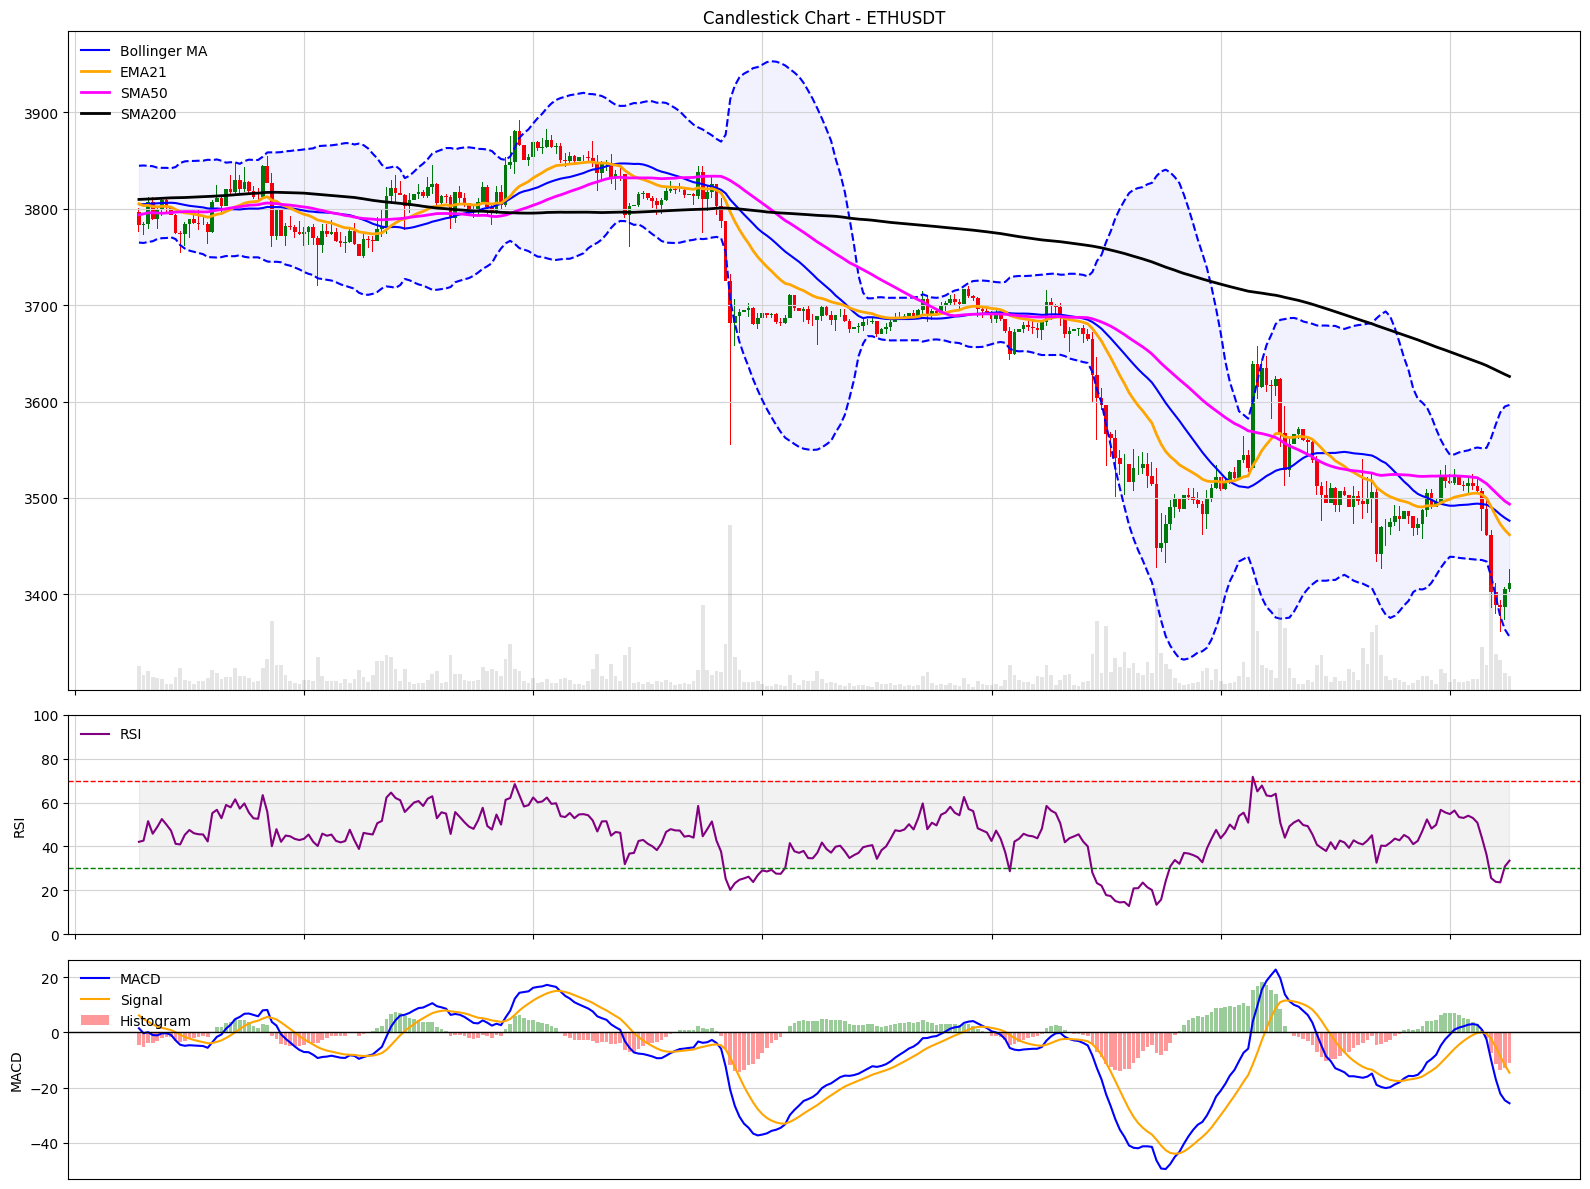 Candlestick Chart - ETHUSDT
Bollinger MA
EMA21
SMA50
SMA200
3900
3800
3700
3600
3500
3400
100
80
60
40
20
0
RSI
RSI
20
0
−20
−40
MACD
MACD
Signal
Histogram